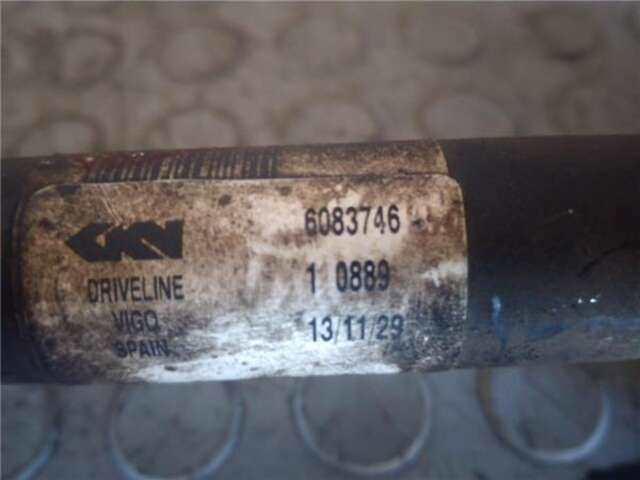 GKN
6083746
DRIVELINE
1 0889
VIGO
13/11/29
SPAIN